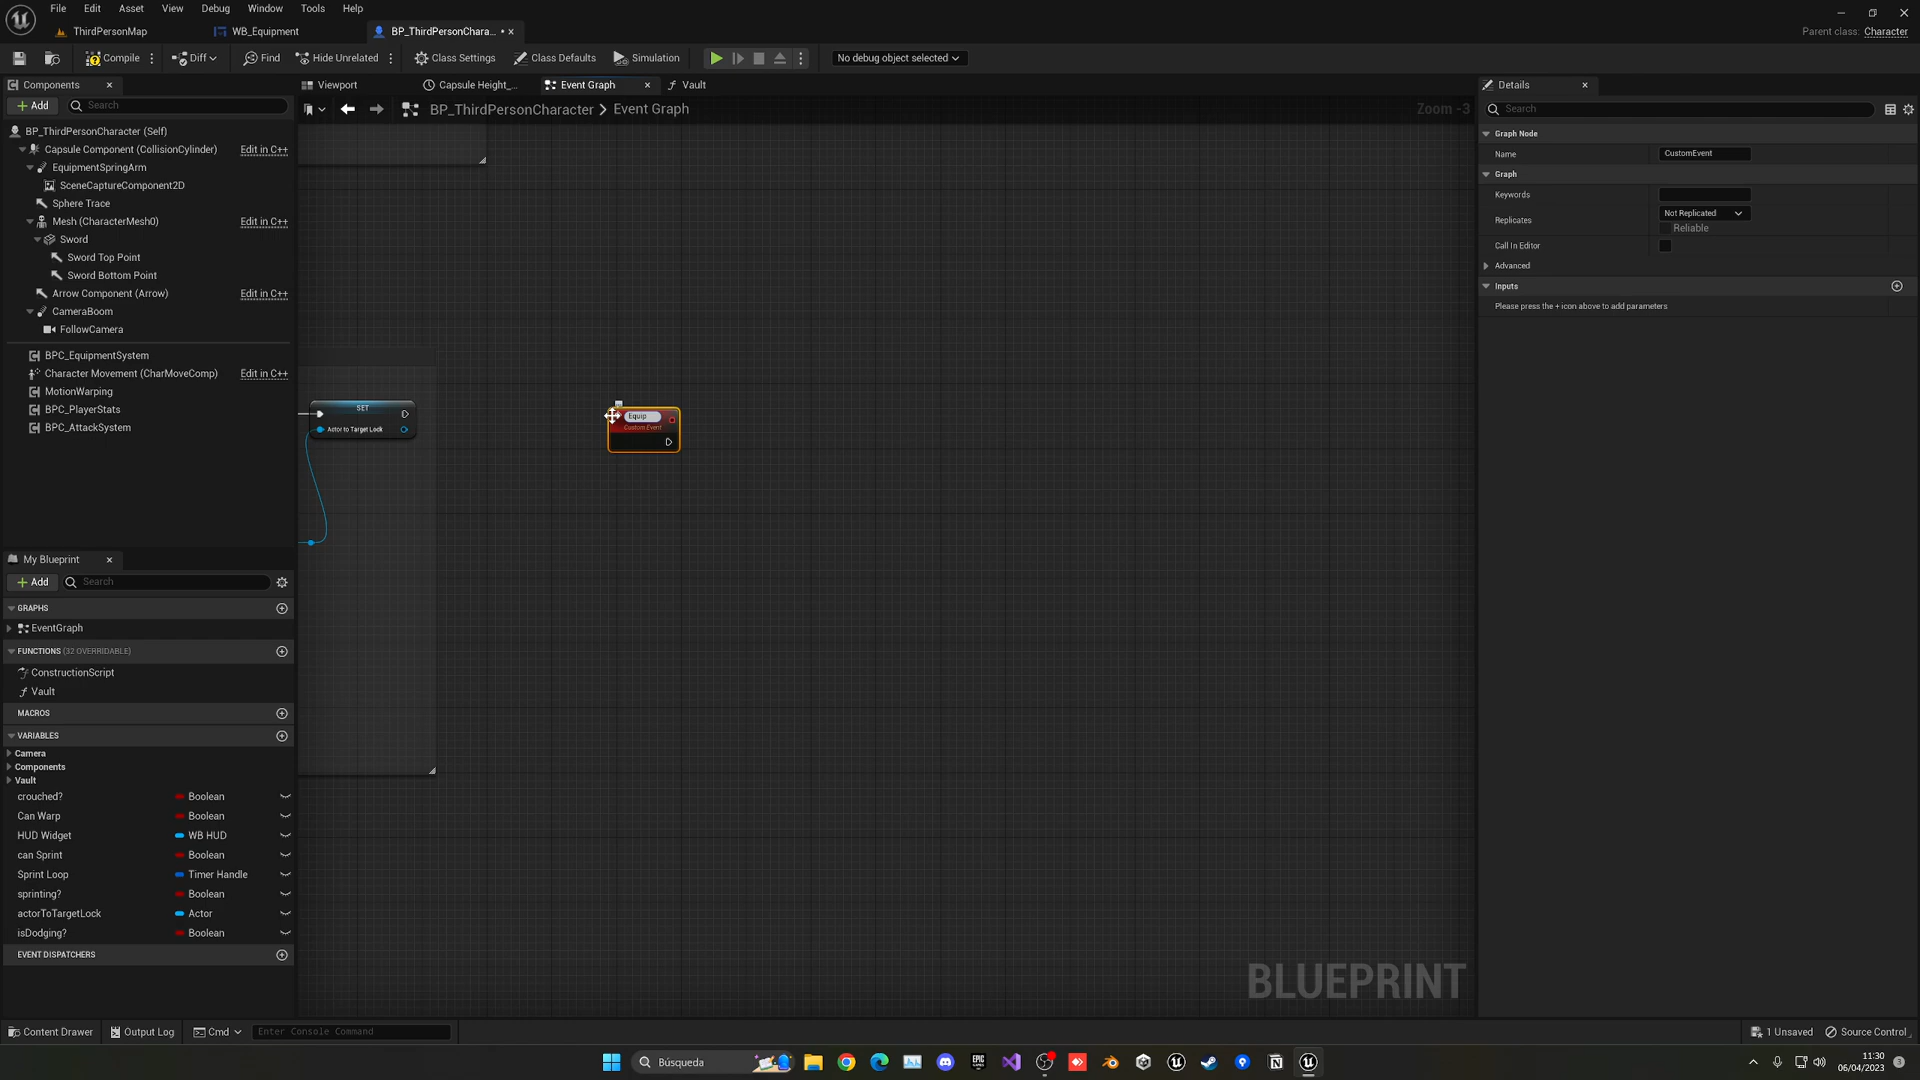 File Edit Asset View Debug Window Tools Help
ThirdPersonMap
WB_Equipment
BP_ThirdPersonChara... •
Parent class: Character
Compile
Diff
Find
Hide Unrelated
Class Settings
Class Defaults
Simulation
No debug object selected
Components
Viewport
Capsule Height_...
Event Graph
Vault
Details
Add
Search
BP_ThirdPersonCharacter > Event Graph
Zoom -3
Search
BP_ThirdPersonCharacter (Self)
Capsule Component (CollisionCylinder) Edit in C++
EquipmentSpringArm
SceneCaptureComponent2D
Sphere Trace
Mesh (CharacterMesh0) Edit in C++
Sword
Sword Top Point
Sword Bottom Point
Arrow Component (Arrow) Edit in C++
CameraBoom
FollowCamera
BPC_EquipmentSystem
Character Movement (CharMoveComp) Edit in C++
MotionWarping
BPC_PlayerStats
BPC_AttackSystem
Graph Node
Name CustomEvent
Graph
Keywords
Replicates Not Replicated
Reliable
Call In Editor
Advanced
Inputs
Please press the + icon above to add parameters
SET
Actor to Target Lock
Equip
Custom Event
My Blueprint
Add
Search
GRAPHS
EventGraph
FUNCTIONS (32 OVERRIDABLE)
ConstructionScript
Vault
MACROS
VARIABLES
Camera
Components
Vault
crouched? Boolean
Can Warp Boolean
HUD Widget WB HUD
can Sprint Boolean
Sprint Loop Timer Handle
sprinting? Boolean
actorToTargetLock Actor
isDodging? Boolean
EVENT DISPATCHERS
BLUEPRINT
Content Drawer
Output Log
Cmd
Enter Console Command
1 Unsaved
Source Control
Búsqueda
EPIC
11:30
06/04/2023
3